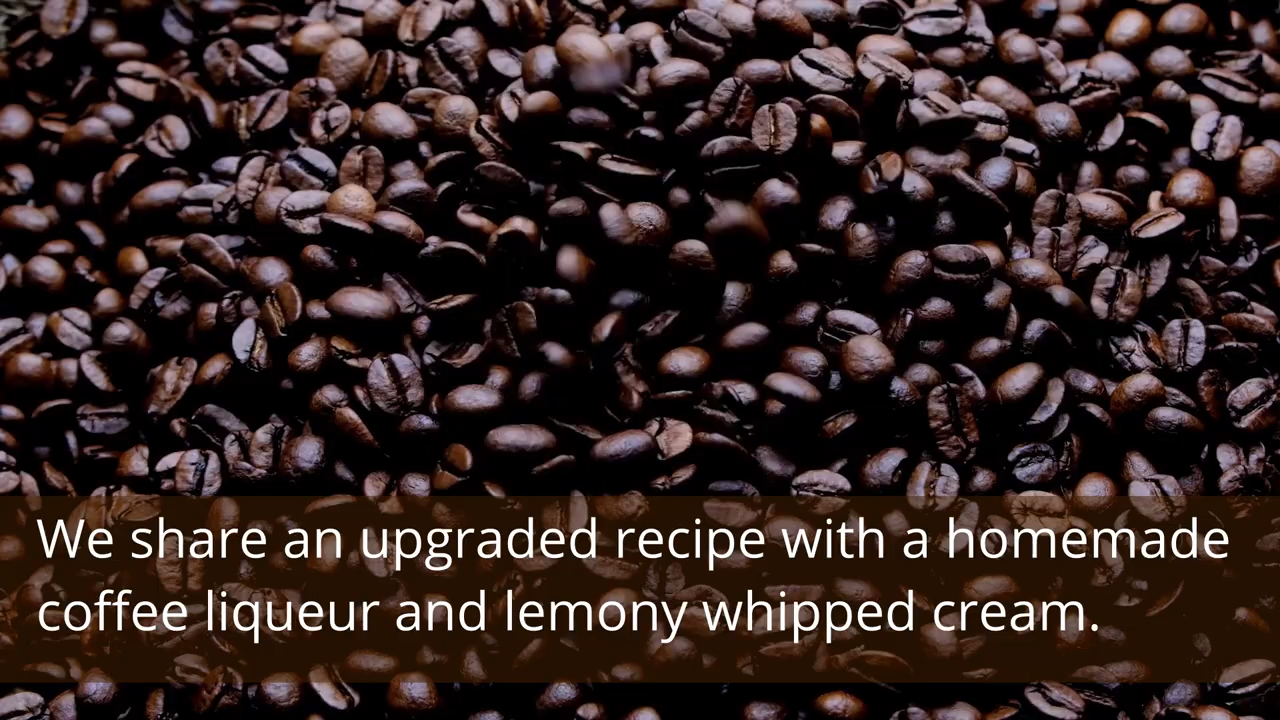 We share an upgraded recipe with a homemade
coffee liqueur and lemony whipped cream.